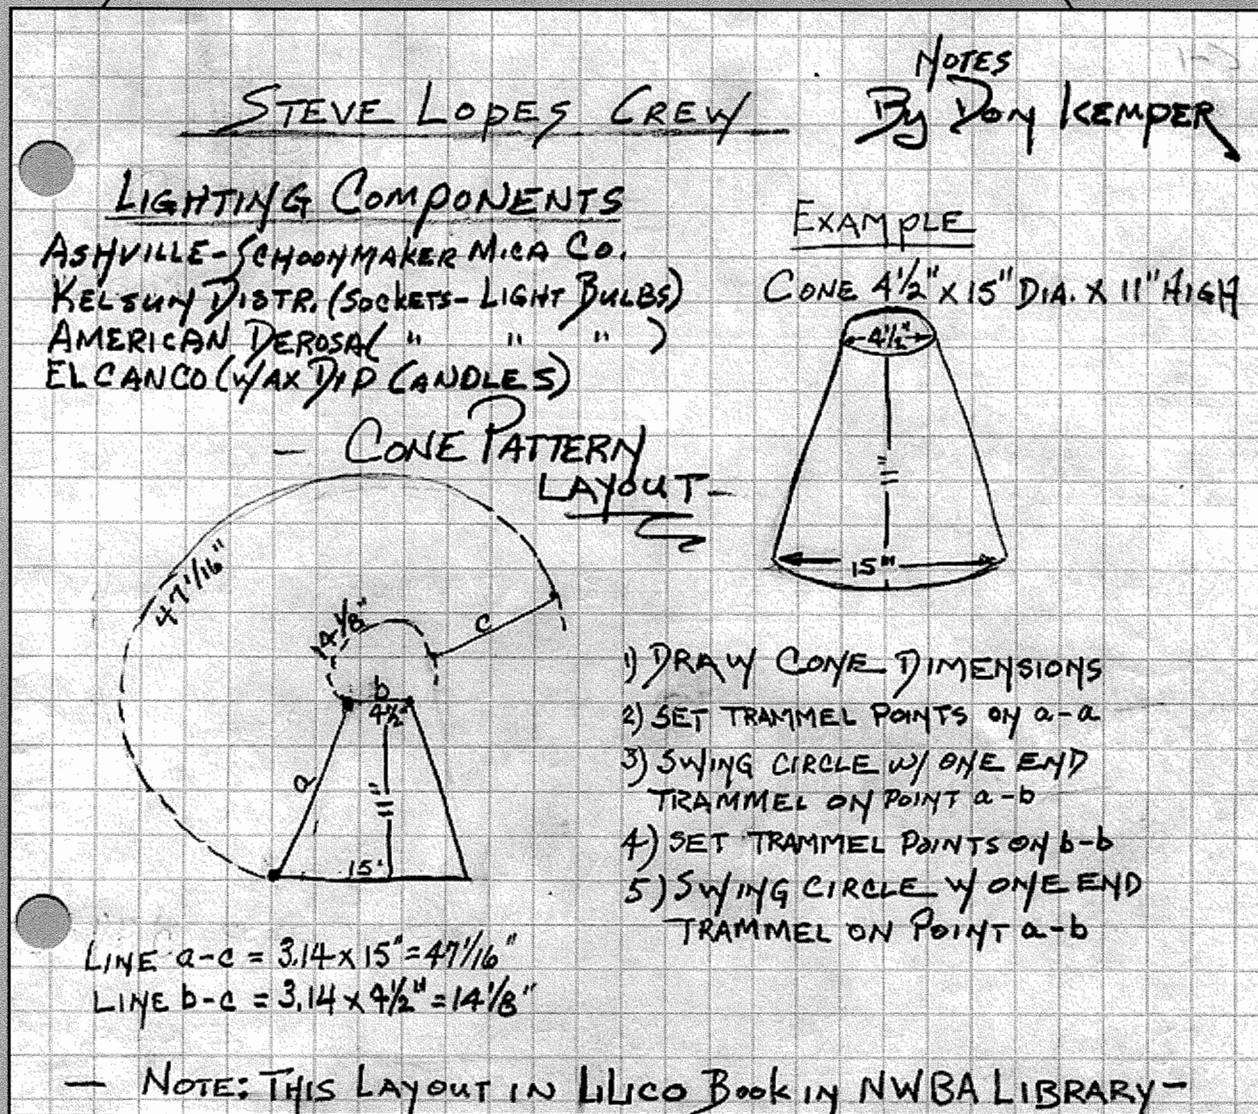 NOTES
STEVE LOPES CREW
By DON KEMPER
LIGHTING COMPONENTS
ASHVILLE-SCHOONMAKER MICA CO.
KELSUN DISTR. (SOCKETS-LIGHT BULBS)
AMERICAN DEROSA( " " " )
EL CANCO (WAX DIP CANDLES)
EXAMPLE
CONE 4½" x 15" DIA. x 11" HIGH
4½"
11"
15"
- CONE PATTERN
LAYOUT -
47 1/16"
14 1/8"
c
b
4½"
a
11"
15"
1) DRAW CONE DIMENSIONS
2) SET TRAMMEL POINTS ON a-a
3) SWING CIRCLE W/ ONE END
TRAMMEL ON POINT a-b
4) SET TRAMMEL POINTS ON b-b
5) SWING CIRCLE W ONE END
TRAMMEL ON POINT a-b
LINE a-c = 3.14 x 15" = 47 1/16"
LINE b-c = 3.14 x 4½" = 14 1/8"
- NOTE: THIS LAYOUT IN LILICO BOOK IN NWBA LIBRARY -